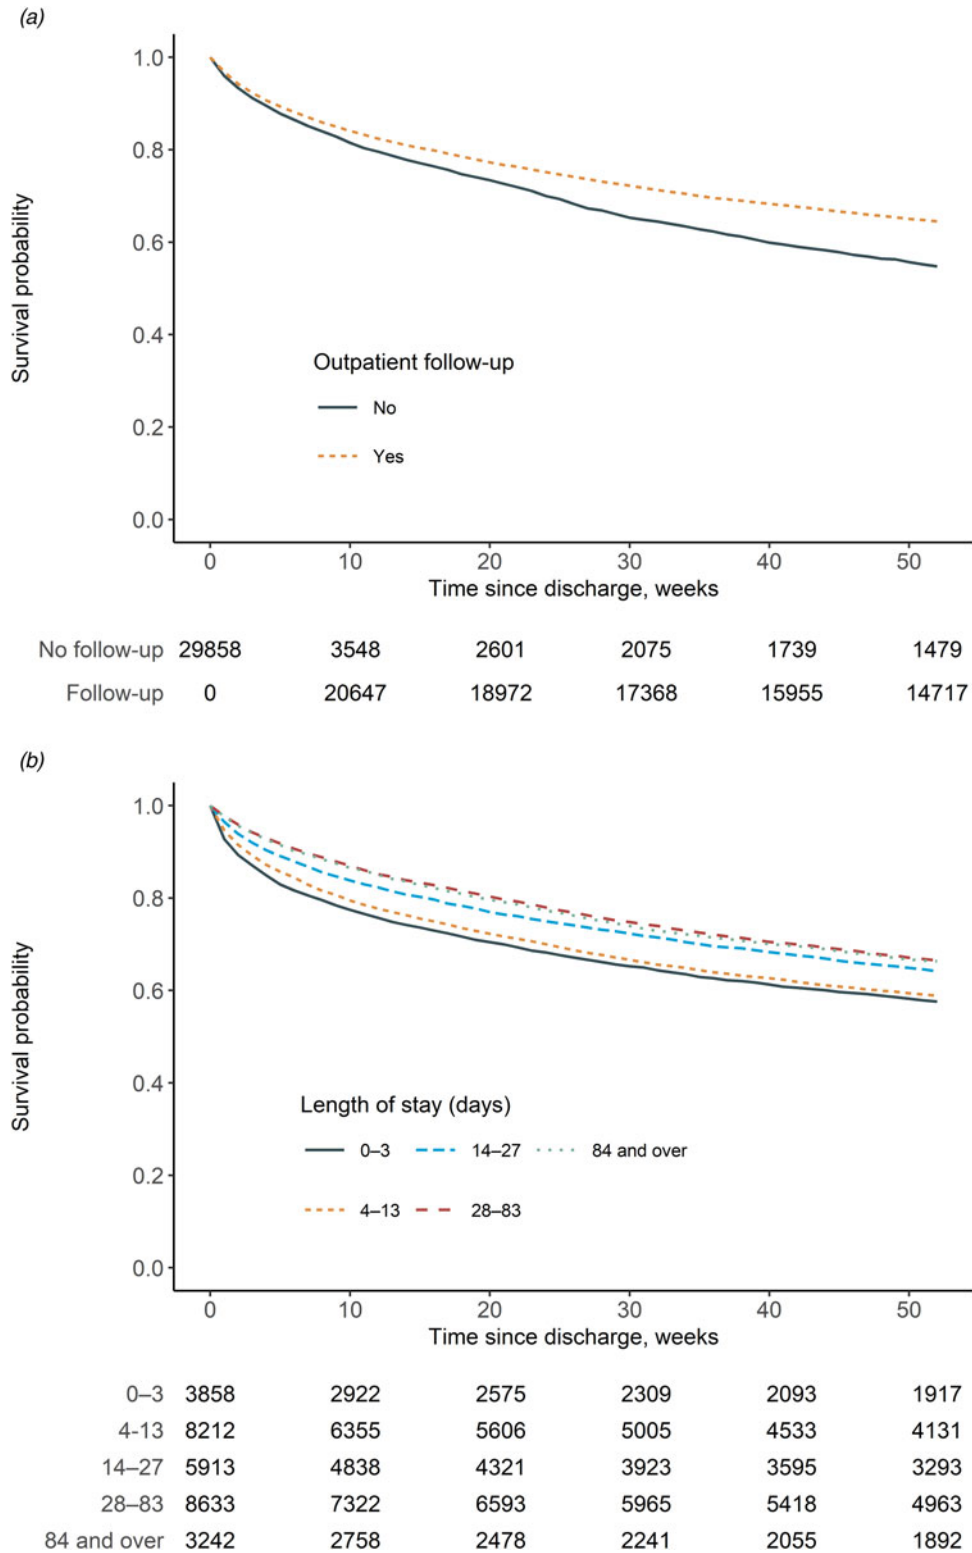 (a)
1.0
0.8
0.6
0.4
0.2
0.0
Survival probability
Outpatient follow-up
No
Yes
0 10 20 30 40 50
Time since discharge, weeks
No follow-up 29858 3548 2601 2075 1739 1479
Follow-up 0 20647 18972 17368 15955 14717
(b)
1.0
0.8
0.6
0.4
0.2
0.0
Survival probability
Length of stay (days)
0–3 14–27 84 and over
4–13 28–83
0 10 20 30 40 50
Time since discharge, weeks
0–3 3858 2922 2575 2309 2093 1917
4-13 8212 6355 5606 5005 4533 4131
14–27 5913 4838 4321 3923 3595 3293
28–83 8633 7322 6593 5965 5418 4963
84 and over 3242 2758 2478 2241 2055 1892